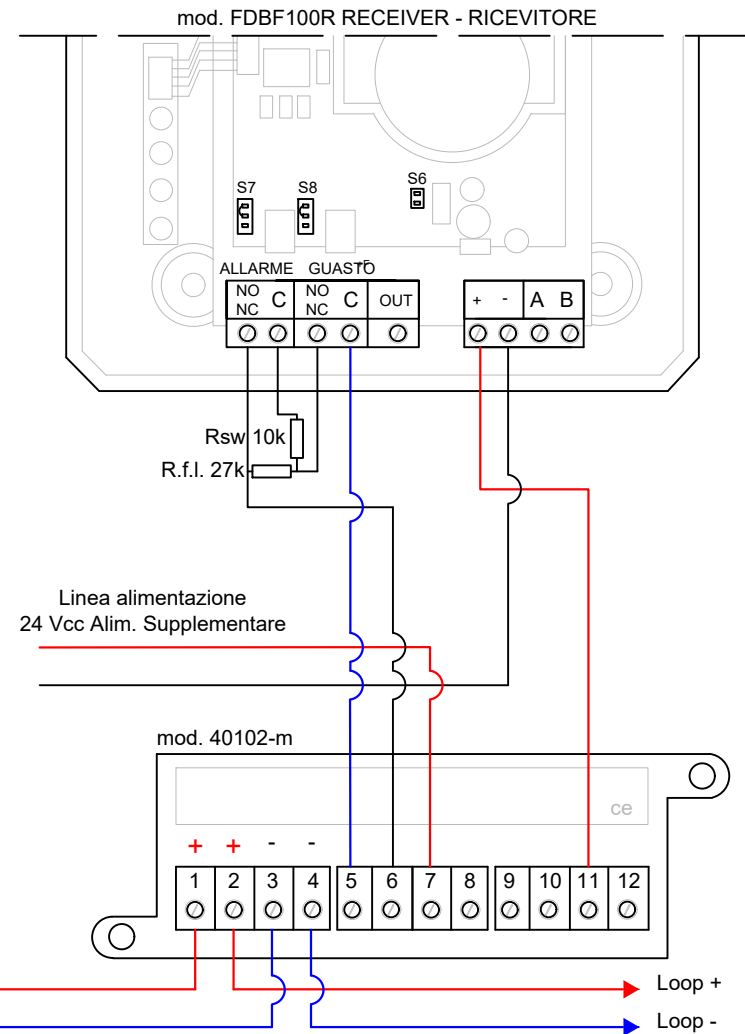 mod. FDBF100R RECEIVER - RICEVITORE
S7 S8 S6
ALLARME GUASTO
NO C NO C OUT + - A B
NC NC
Rsw 10k
R.f.l. 27k
Linea alimentazione
24 Vcc Alim. Supplementare
mod. 40102-m
ce
+ + - -
1 2 3 4 5 6 7 8 9 10 11 12
Loop +
Loop -